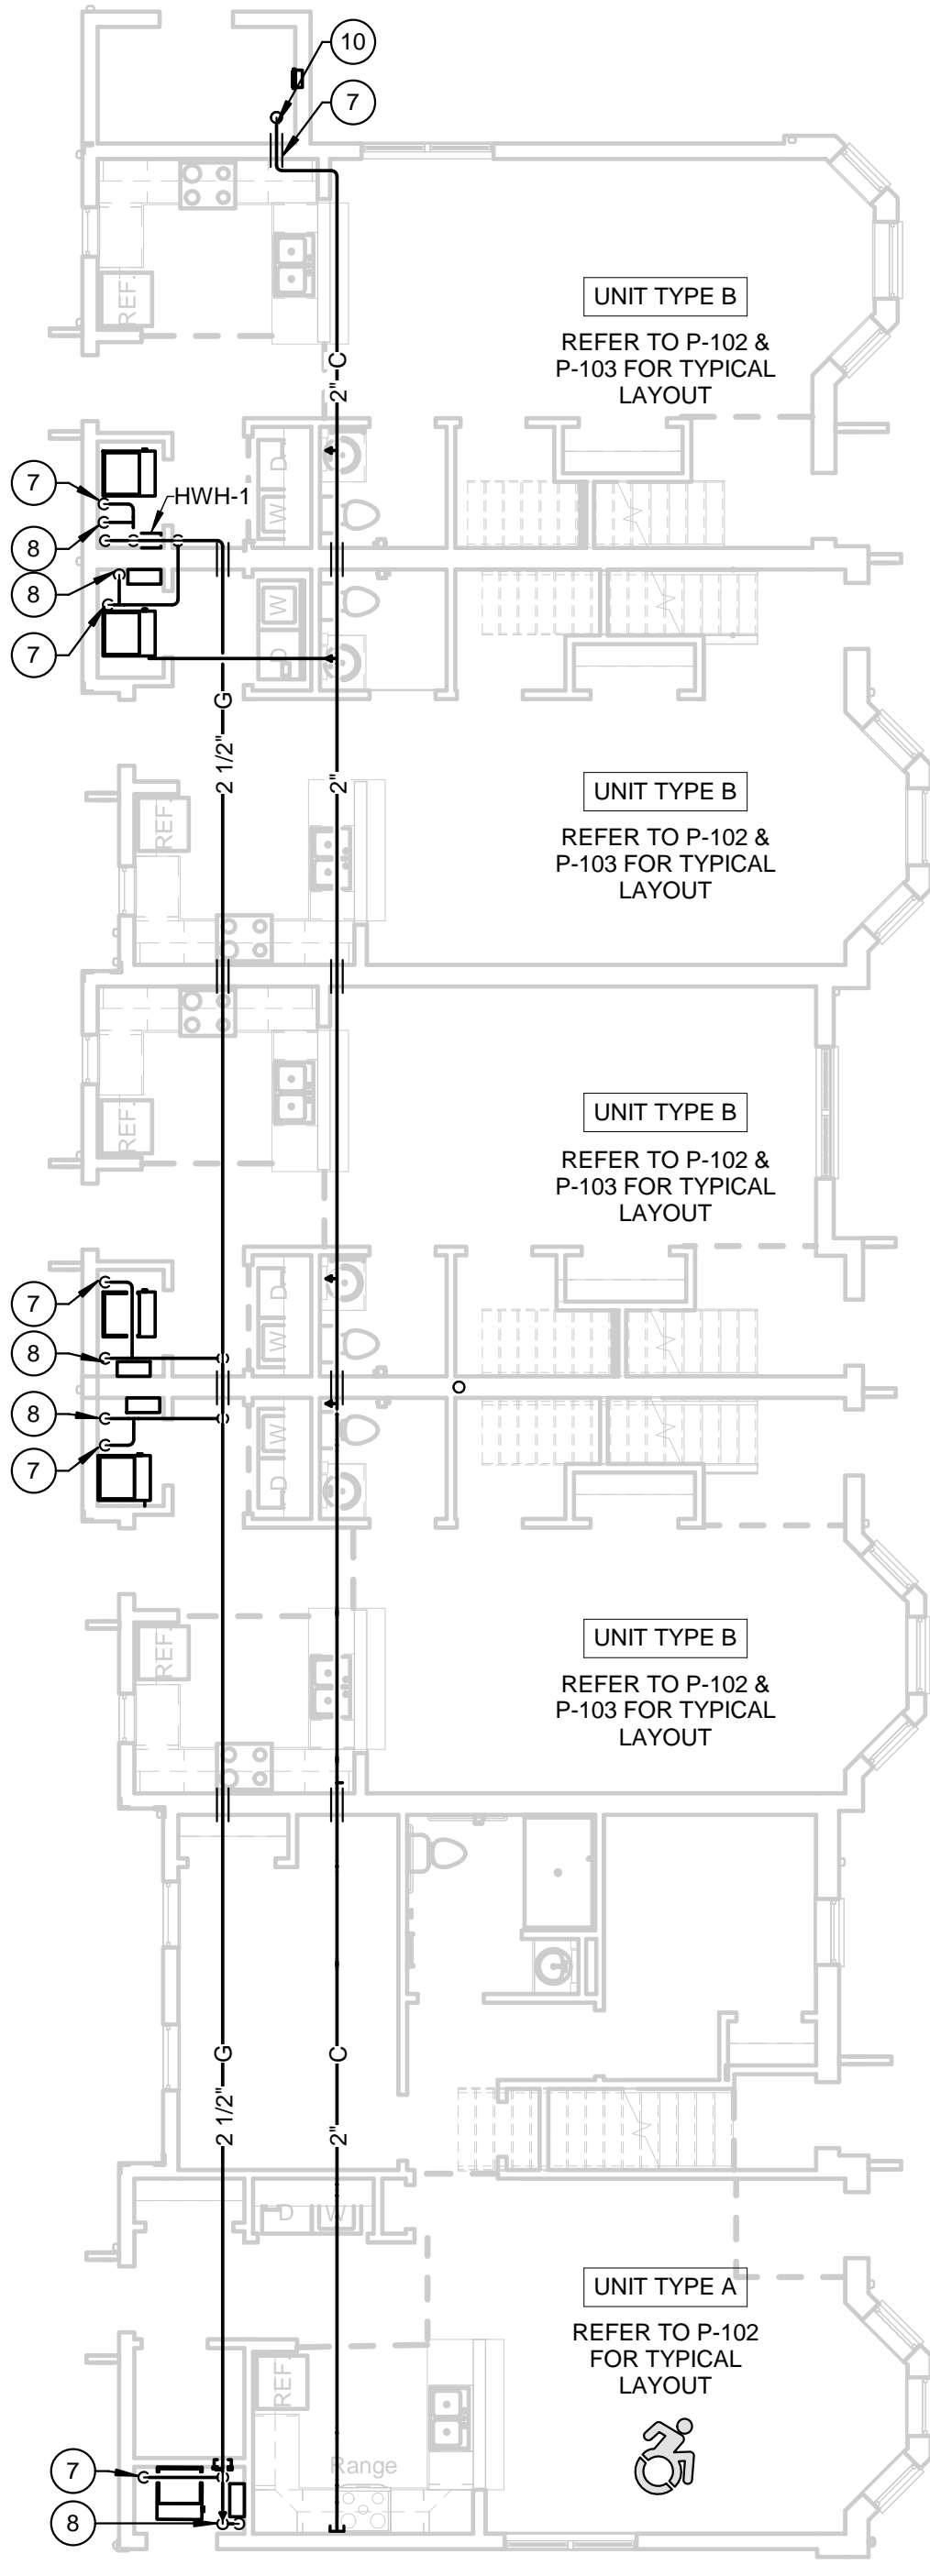 10
7
REF.
UNIT TYPE B
REFER TO P-102 &
P-103 FOR TYPICAL
LAYOUT
C
2"
D
W
7
HWH-1
8
8
7
W
D
G
2 1/2"
2"
REF.
UNIT TYPE B
REFER TO P-102 &
P-103 FOR TYPICAL
LAYOUT
REF.
UNIT TYPE B
REFER TO P-102 &
P-103 FOR TYPICAL
LAYOUT
7
D
W
8
8
W
7
D
REF.
UNIT TYPE B
REFER TO P-102 &
P-103 FOR TYPICAL
LAYOUT
G
2 1/2"
C
2"
D
W
UNIT TYPE A
REFER TO P-102
FOR TYPICAL
LAYOUT
REF.
Range
7
8